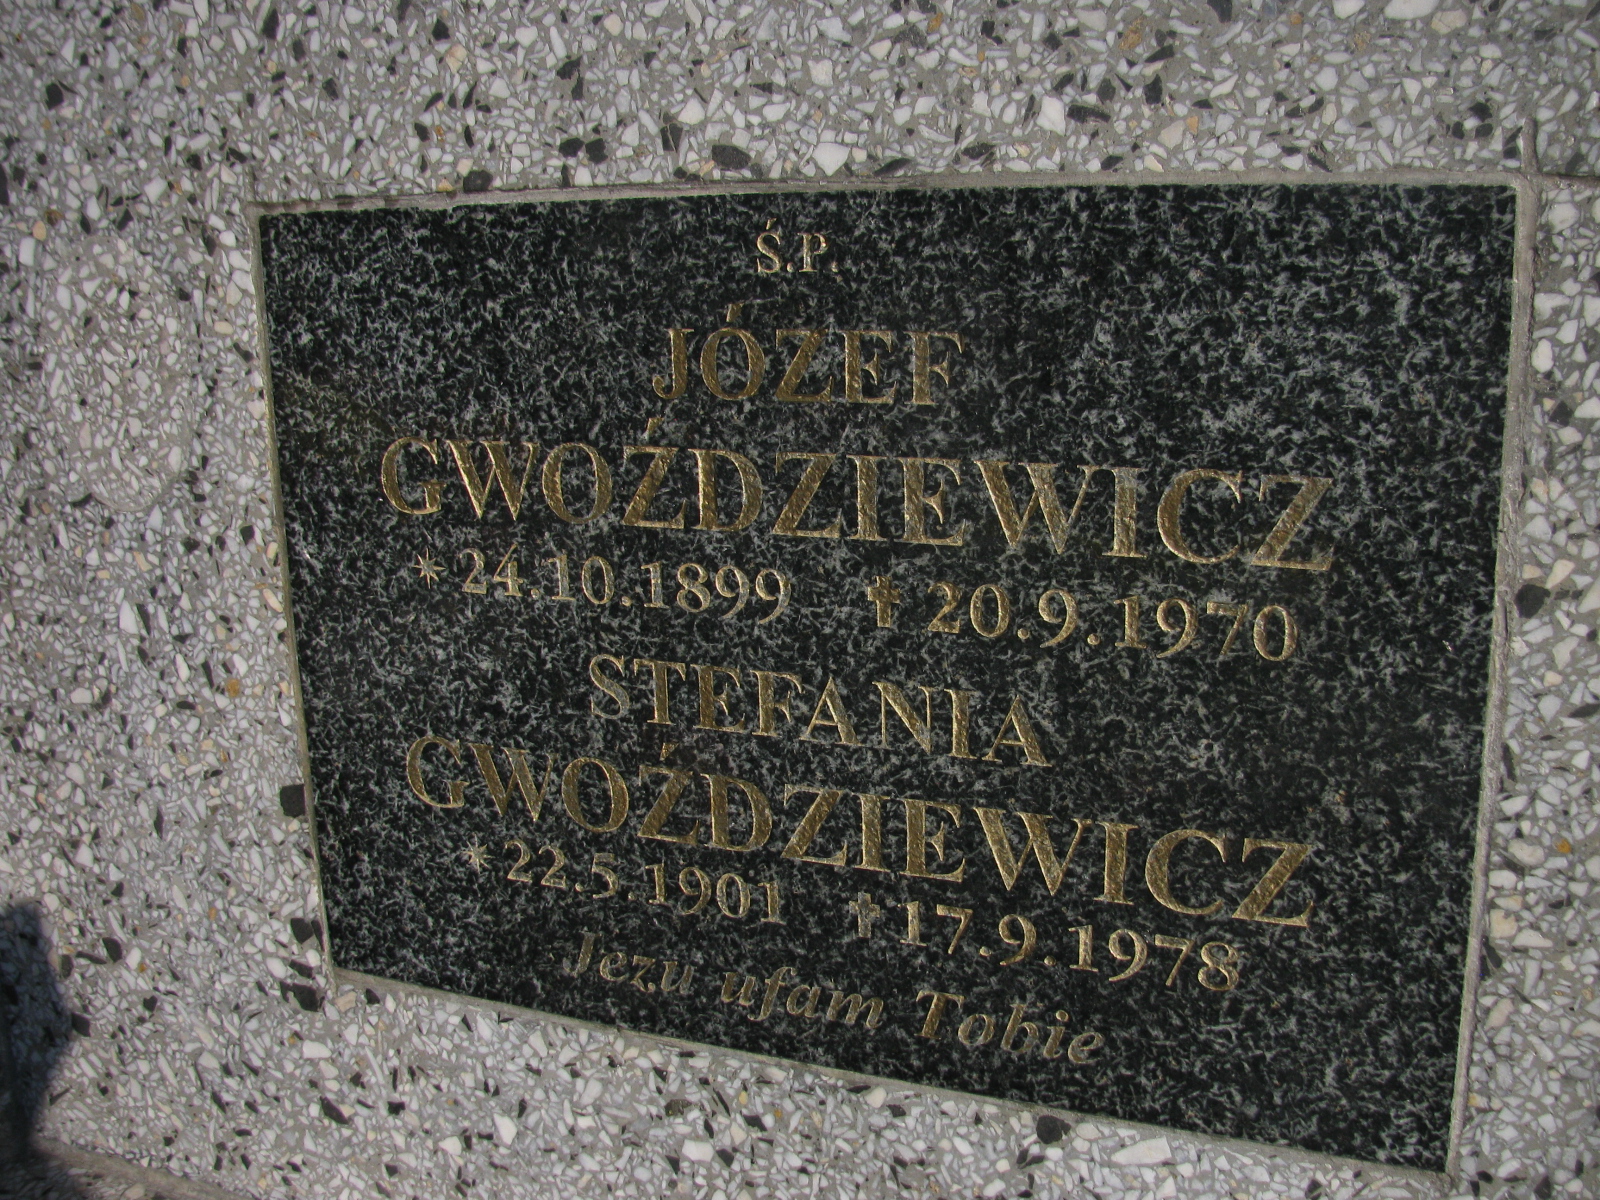 Ś.P.
JÓZEF
GWOŹDZIEWICZ
* 24.10.1899 ✝ 20.9.1970
STEFANIA
GWOŹDZIEWICZ
* 22.5.1901 ✝ 17.9.1978
Jezu ufam Tobie